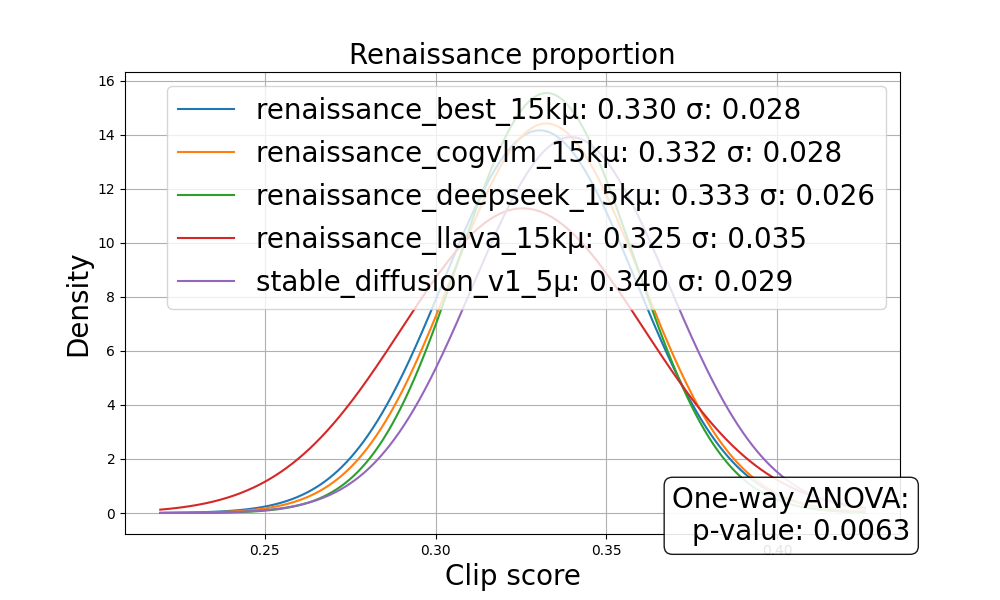 Renaissance proportion
16
14
12
10
8
6
4
2
0
Density
renaissance_best_15kμ: 0.330 σ: 0.028
renaissance_cogvlm_15kμ: 0.332 σ: 0.028
renaissance_deepseek_15kμ: 0.333 σ: 0.026
renaissance_llava_15kμ: 0.325 σ: 0.035
stable_diffusion_v1_5μ: 0.340 σ: 0.029
One-way ANOVA:
p-value: 0.0063
0.25 0.30 0.35 0.40
Clip score